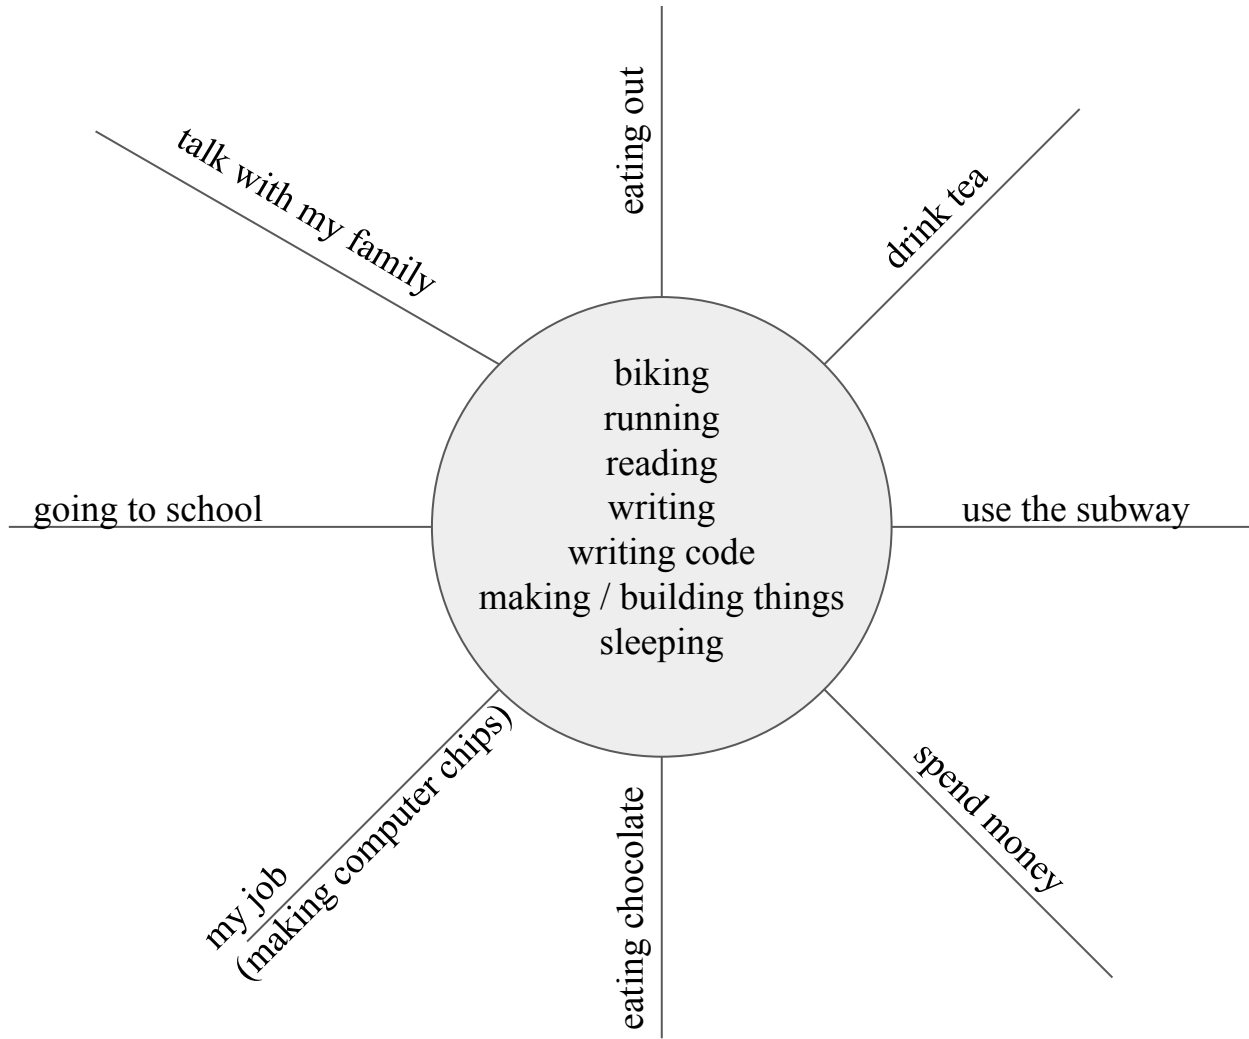 eating out
talk with my family
drink tea
biking
running
reading
writing
writing code
making / building things
sleeping
going to school
use the subway
my job
(making computer chips)
eating chocolate
spend money